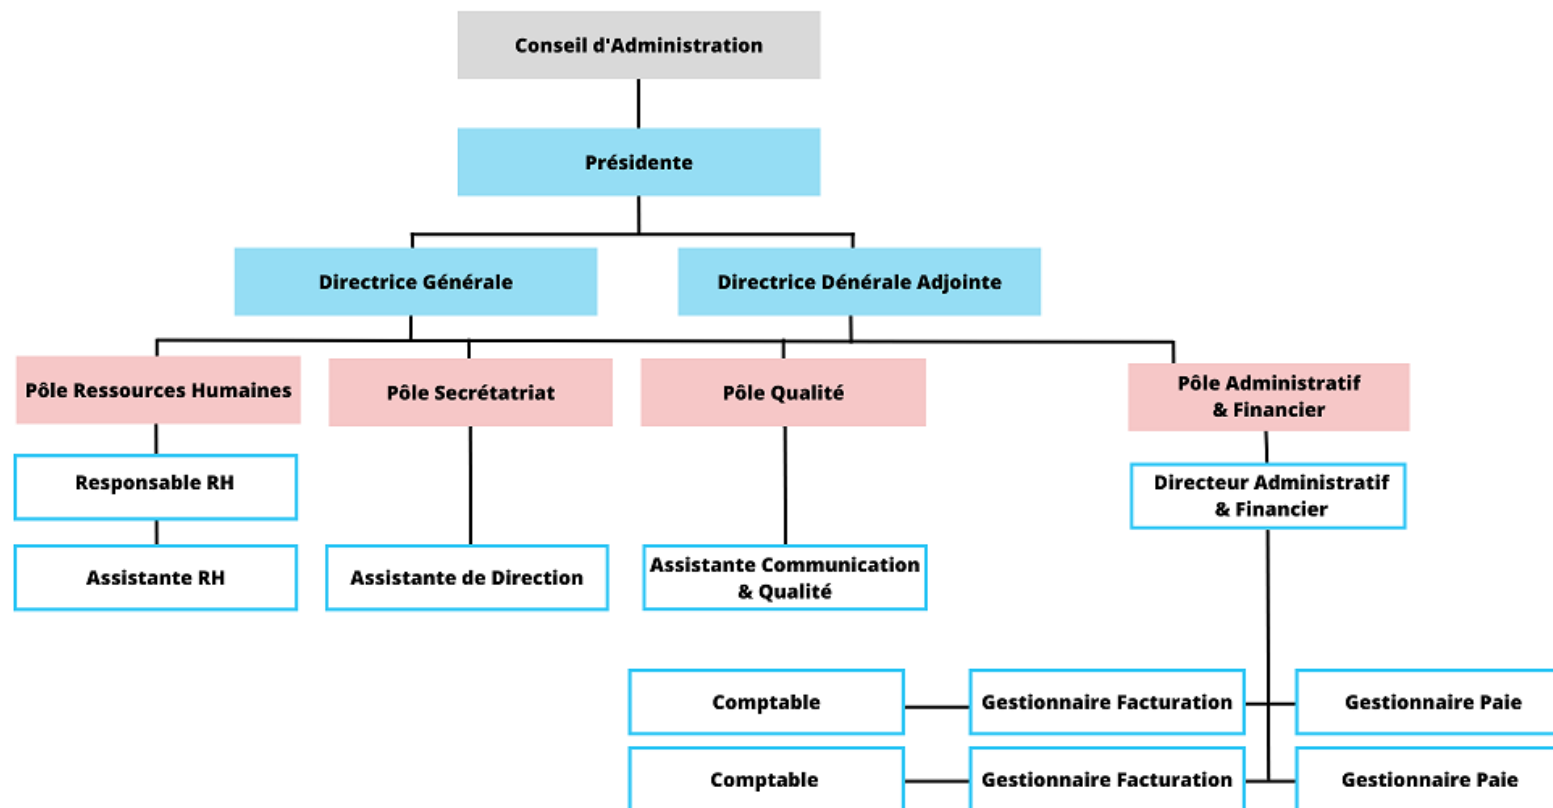 Conseil d'Administration
Présidente
Directrice Générale
Directrice Dénérale Adjointe
Pôle Ressources Humaines
Pôle Secrétatriat
Pôle Qualité
Pôle Administratif
& Financier
Responsable RH
Directeur Administratif
& Financier
Assistante RH
Assistante de Direction
Assistante Communication
& Qualité
Comptable
Gestionnaire Facturation
Gestionnaire Paie
Comptable
Gestionnaire Facturation
Gestionnaire Paie